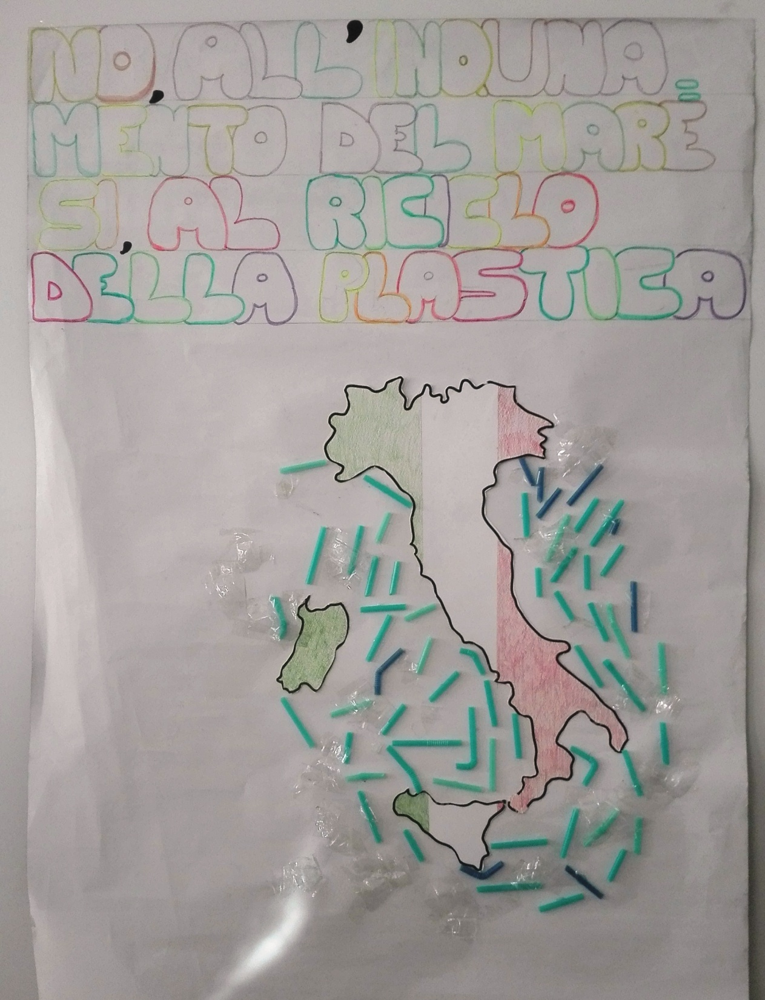 NO, ALL'INQUINA=
MENTO DEL MARE
SI, AL RICICLO
DELLA PLASTICA